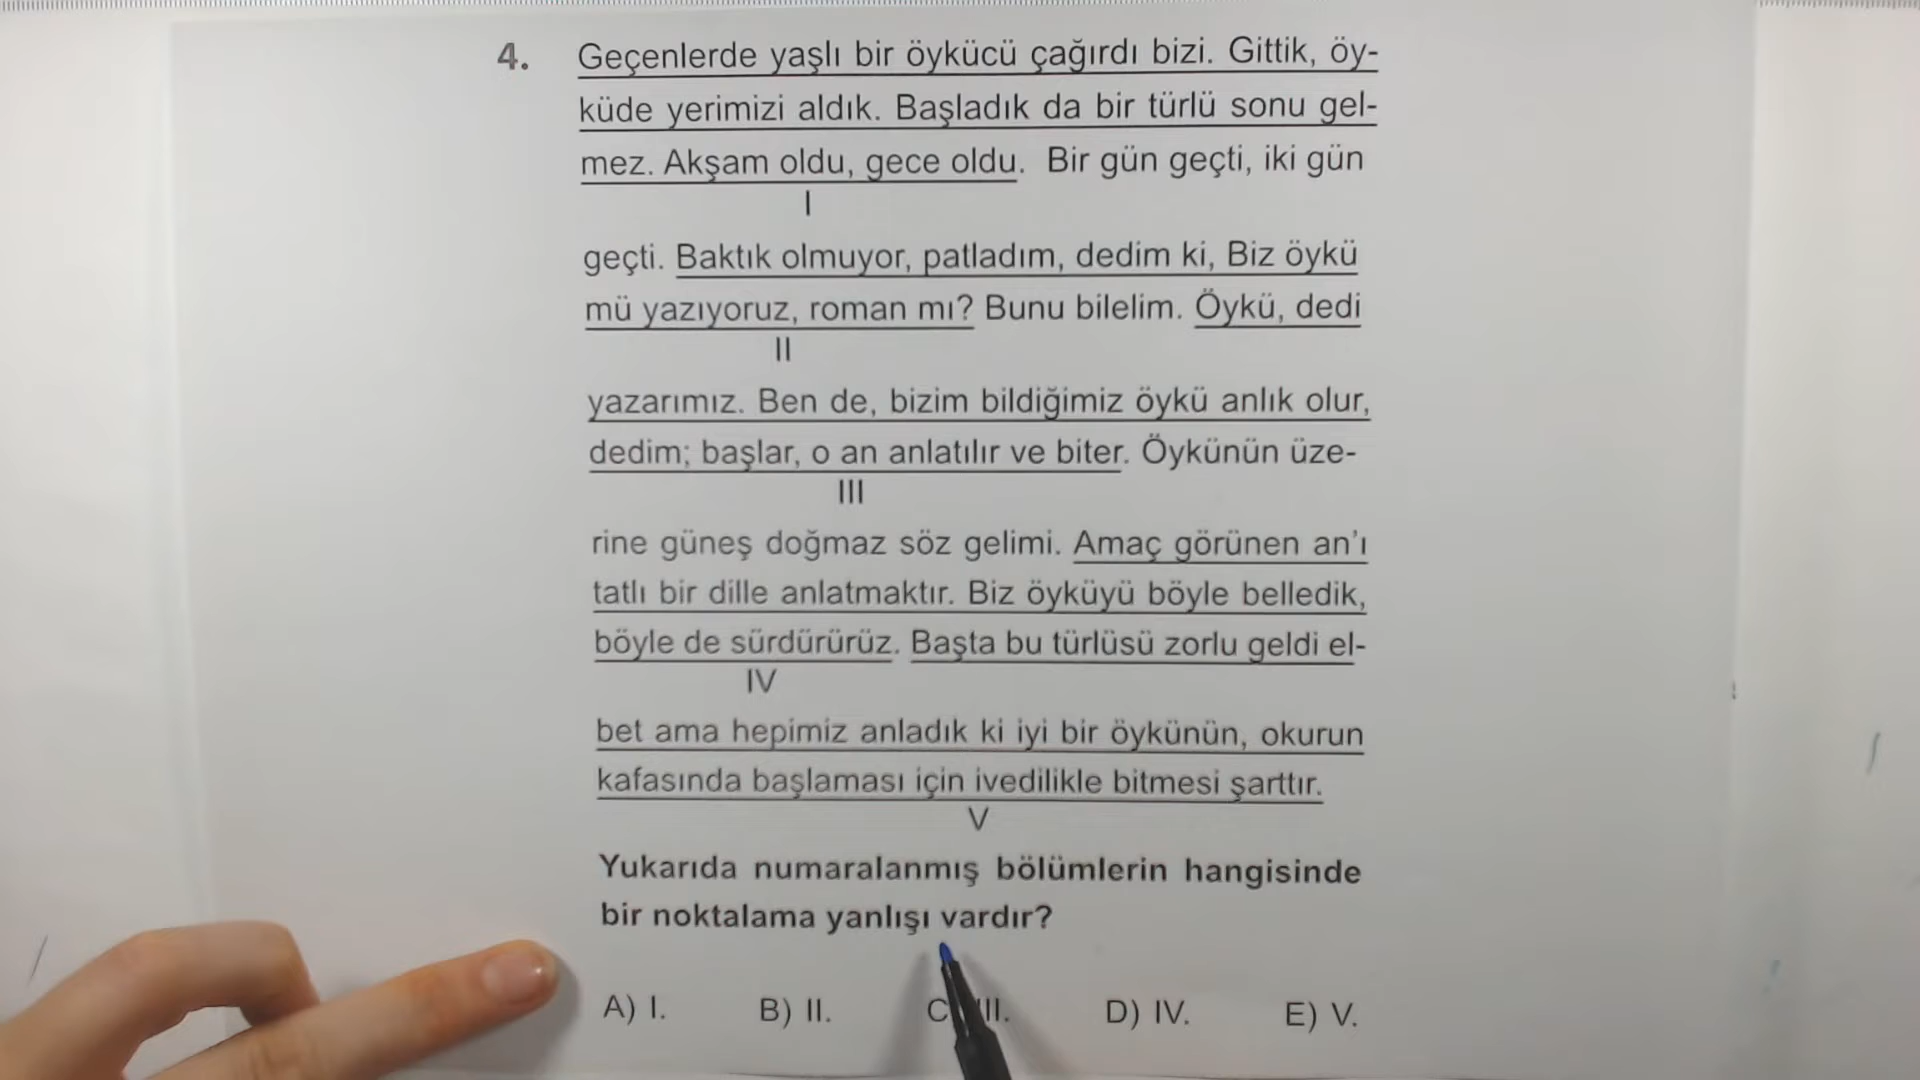 4. Geçenlerde yaşlı bir öykücü çağırdı bizi. Gittik, öy-
küde yerimizi aldık. Başladık da bir türlü sonu gel-
mez. Akşam oldu, gece oldu. Bir gün geçti, iki gün
I
geçti. Baktık olmuyor, patladım, dedim ki, Biz öykü
mü yazıyoruz, roman mı? Bunu bilelim. Öykü, dedi
II
yazarımız. Ben de, bizim bildiğimiz öykü anlık olur,
dedim; başlar, o an anlatılır ve biter. Öykünün üze-
III
rine güneş doğmaz söz gelimi. Amaç görünen an’ı
tatlı bir dille anlatmaktır. Biz öyküyü böyle belledik,
böyle de sürdürürüz. Başta bu türlüsü zorlu geldi el-
IV
bet ama hepimiz anladık ki iyi bir öykünün, okurun
kafasında başlaması için ivedilikle bitmesi şarttır.
V
Yukarıda numaralanmış bölümlerin hangisinde
bir noktalama yanlışı vardır?
A) I. B) II. C) III. D) IV. E) V.